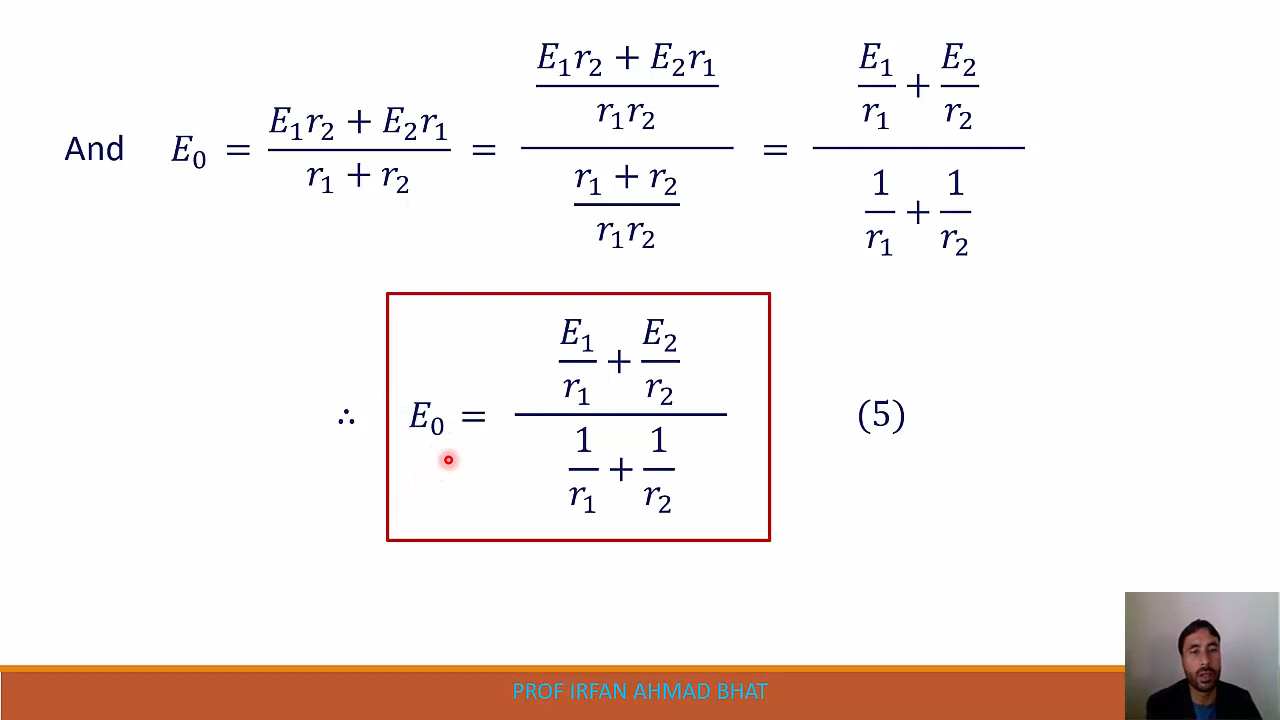 And E₀ = (E₁r₂ + E₂r₁)/(r₁ + r₂) = ((E₁r₂ + E₂r₁)/(r₁r₂))/((r₁ + r₂)/(r₁r₂)) = (E₁/r₁ + E₂/r₂)/(1/r₁ + 1/r₂)
∴ E₀ = (E₁/r₁ + E₂/r₂)/(1/r₁ + 1/r₂) (5)
PROF IRFAN AHMAD BHAT